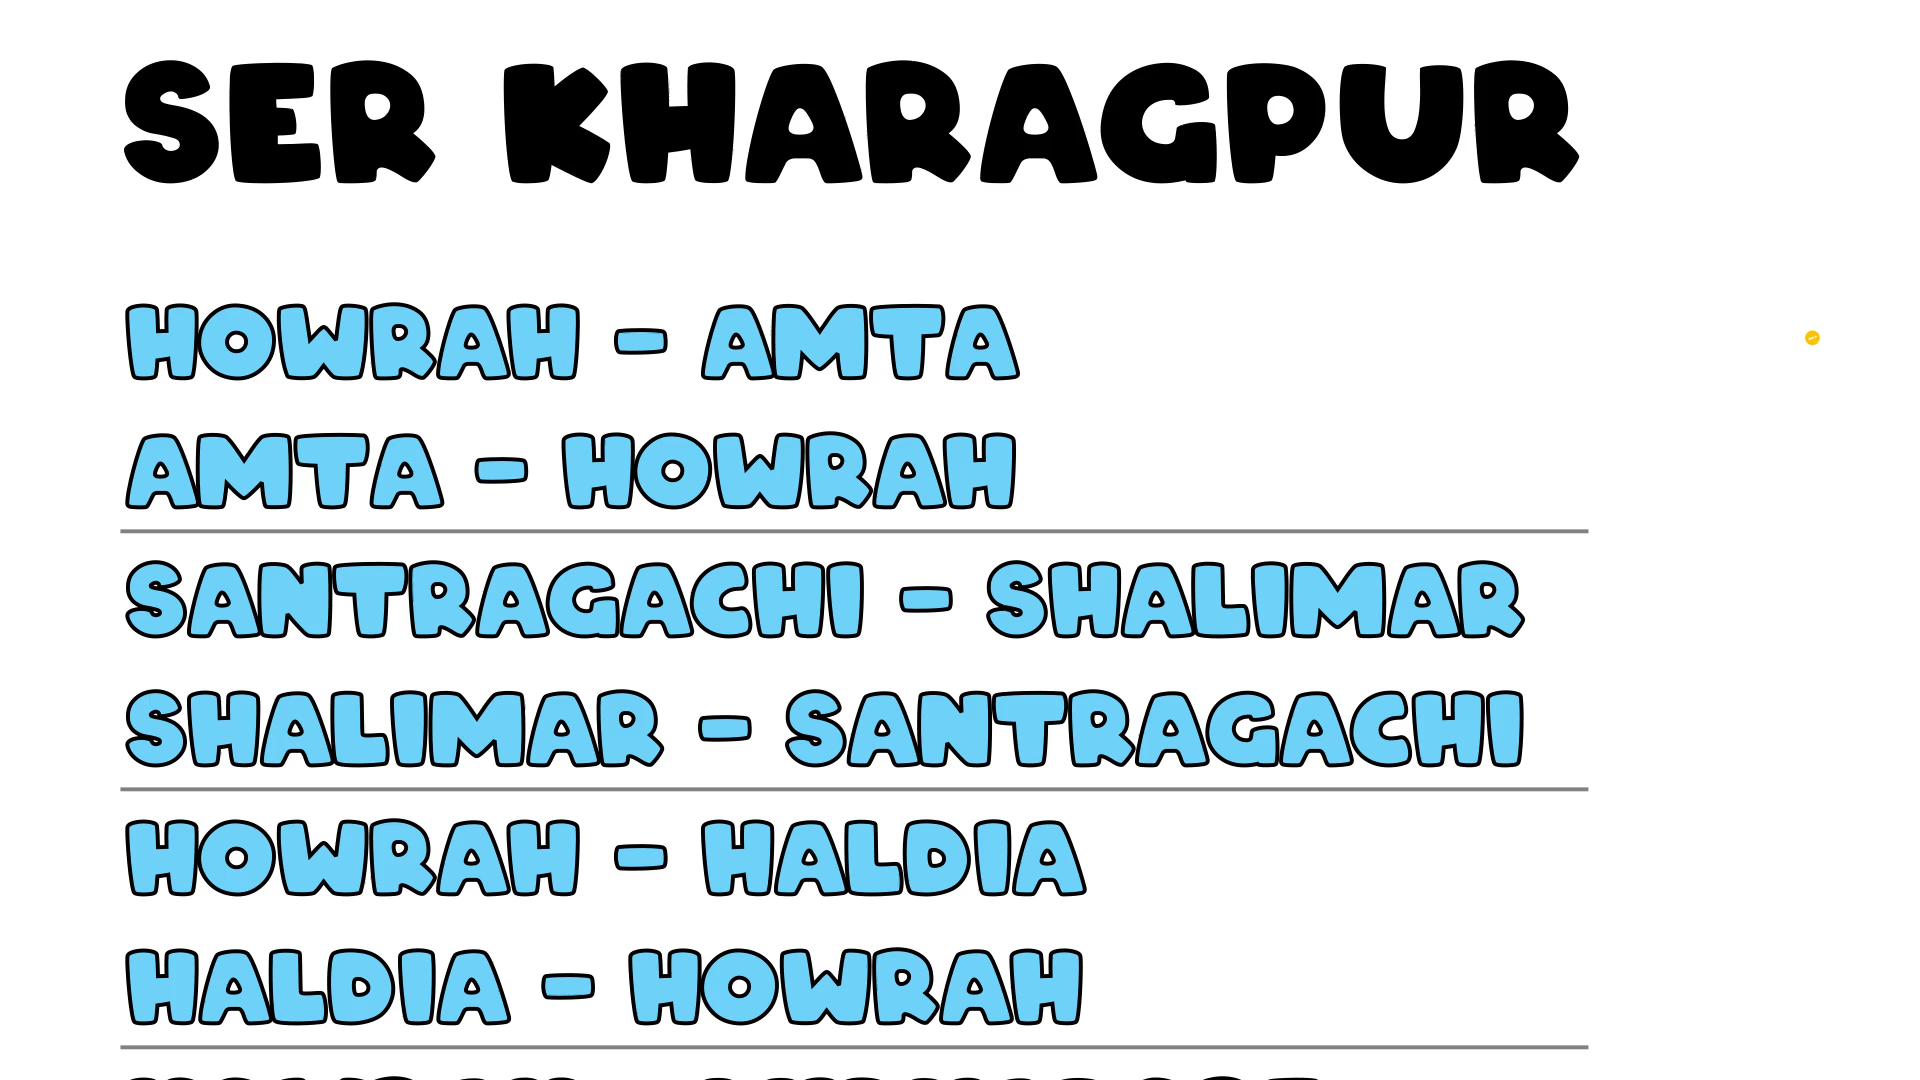 SER KHARAGPUR
HOWRAH - AMTA
AMTA - HOWRAH
SANTRAGACHI - SHALIMAR
SHALIMAR - SANTRAGACHI
HOWRAH - HALDIA
HALDIA - HOWRAH